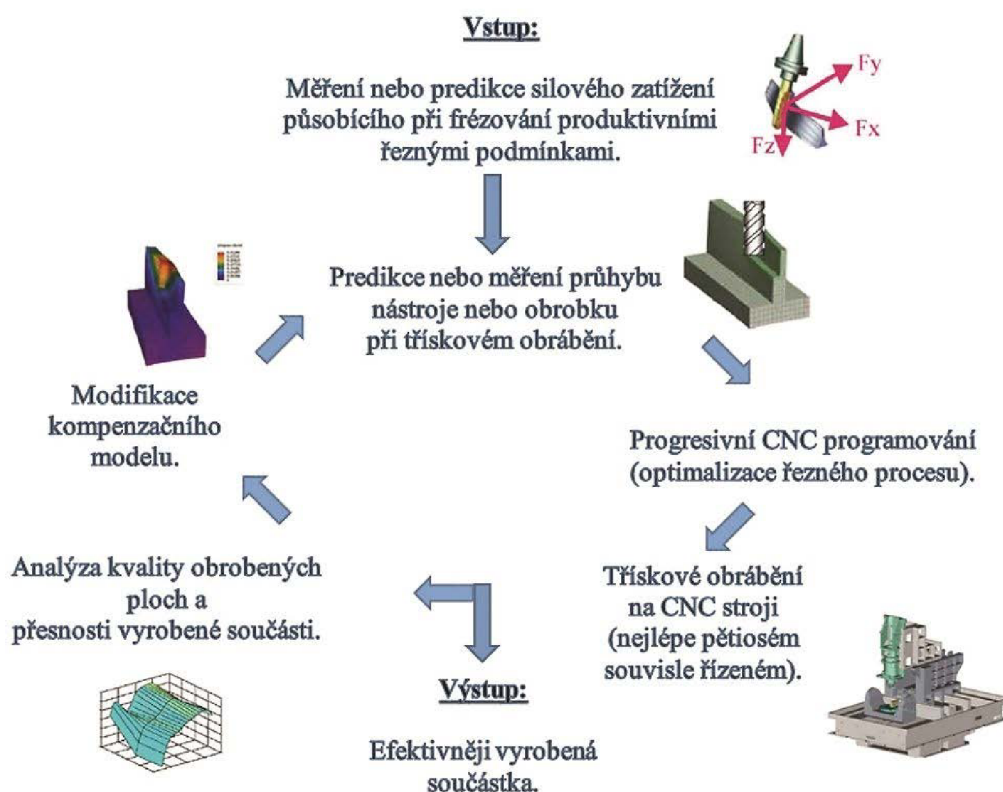 Vstup:
Měření nebo predikce silového zatížení
působícího při frézování produktivními
řeznými podmínkami.
Fy
Fx
Fz
Predikce nebo měření průhybu
nástroje nebo obrobku
při třískovém obrábění.
Progresivní CNC programování
(optimalizace řezného procesu).
Třískové obrábění
na CNC stroji
(nejlépe pětiosém
souvisle řízeném).
Výstup:
Efektivněji vyrobená
součástka.
Analýza kvality obrobených
ploch a
přesnosti vyrobené součásti.
Modifikace
kompenzačního
modelu.